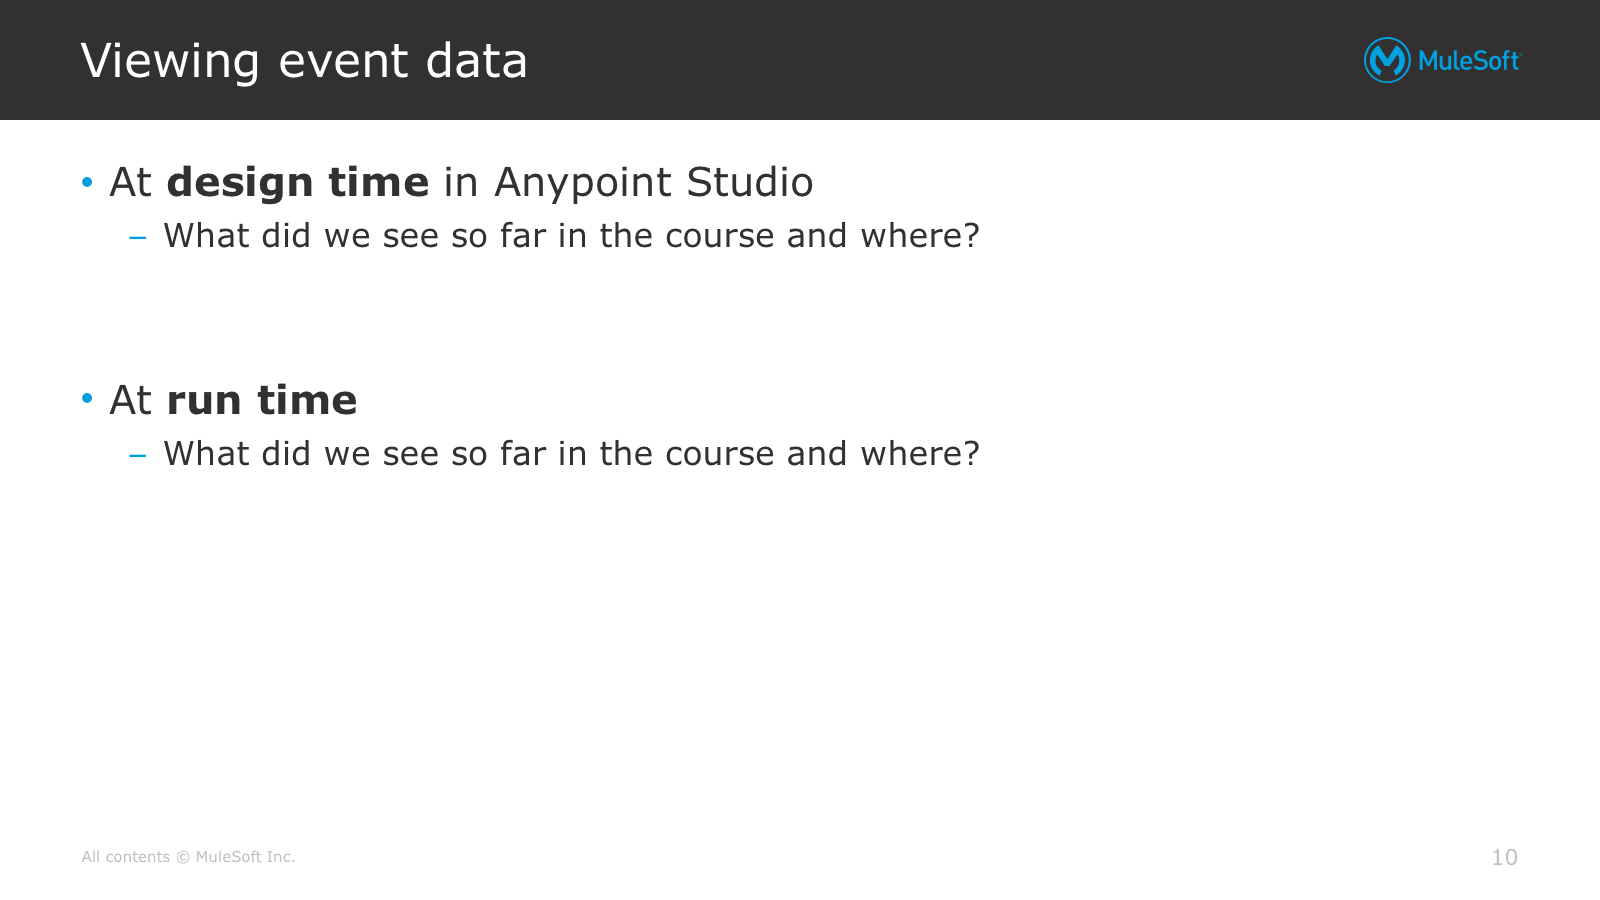 Viewing event data
MuleSoft
• At design time in Anypoint Studio
– What did we see so far in the course and where?
• At run time
– What did we see so far in the course and where?
All contents © MuleSoft Inc.
10